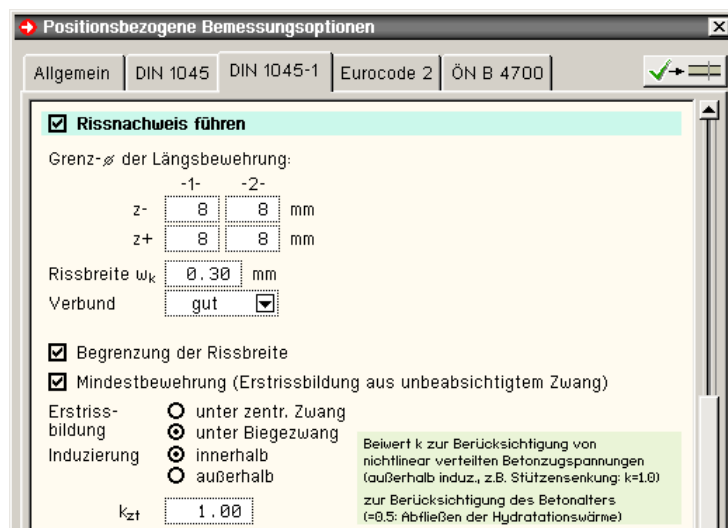 Positionsbezogene Bemessungsoptionen
Allgemein DIN 1045 DIN 1045-1 Eurocode 2 ÖN B 4700
Rissnachweis führen
Grenz-ø der Längsbewehrung:
-1- -2-
z- 8 8 mm
z+ 8 8 mm
Rissbreite wk 0.30 mm
Verbund gut
Begrenzung der Rissbreite
Mindestbewehrung (Erstrissbildung aus unbeabsichtigtem Zwang)
Erstriss-
bildung
unter zentr. Zwang
unter Biegezwang
Induzierung innerhalb
außerhalb
Beiwert k zur Berücksichtigung von
nichtlinear verteilten Betonzugspannungen
(außerhalb induz., z.B. Stützensenkung: k=1.0)
kzt 1.00
zur Berücksichtigung des Betonalters
(=0.5: Abfließen der Hydratationswärme)